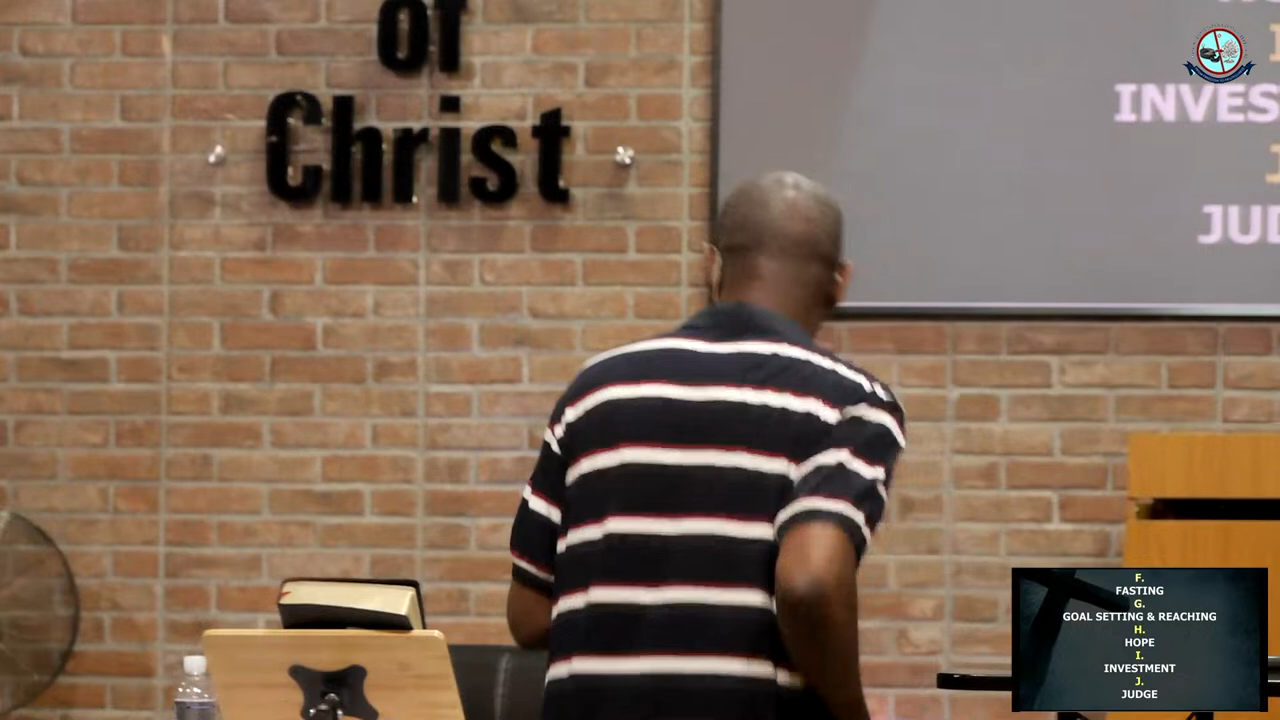 of
Christ
INVES
JUD
F.
FASTING
G.
GOAL SETTING & REACHING
H.
HOPE
I.
INVESTMENT
J.
JUDGE